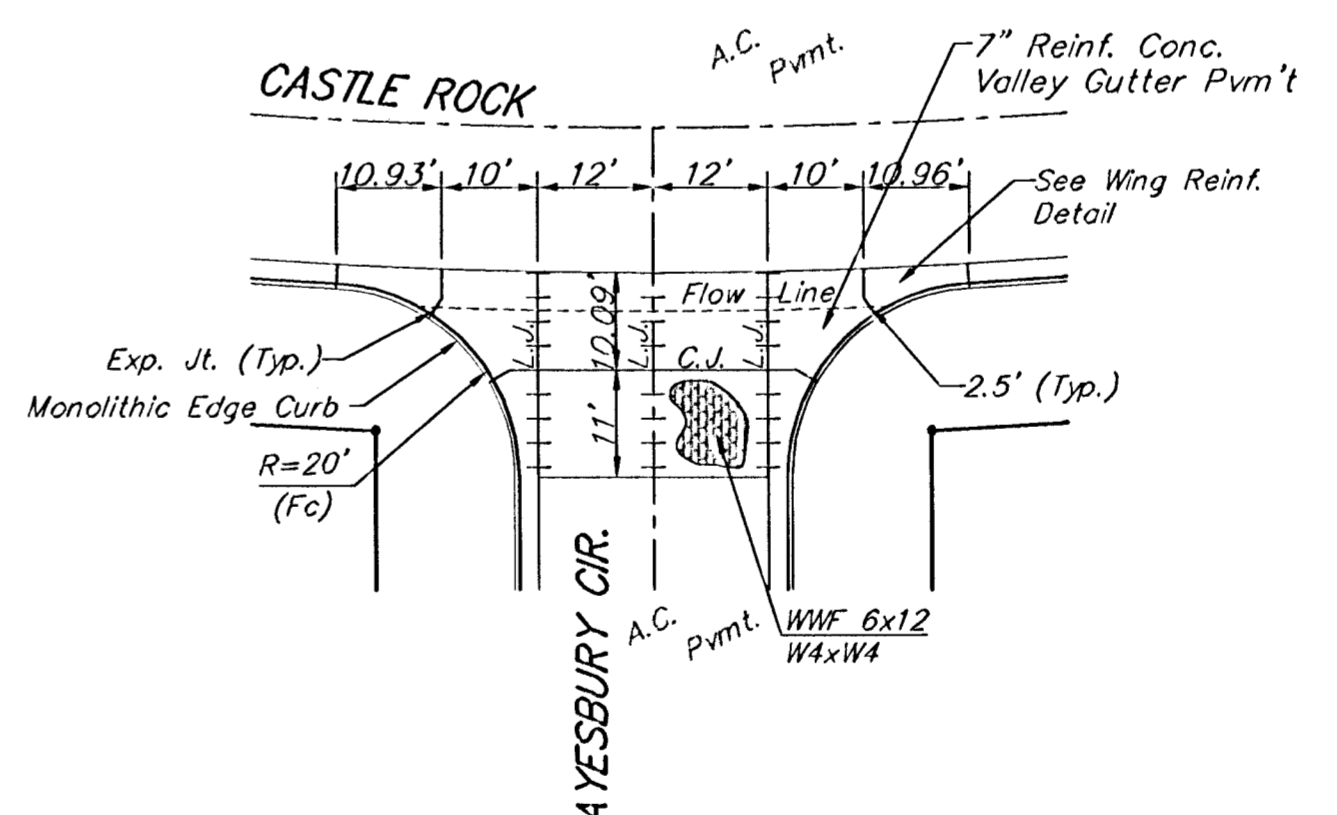 A.C.
Pvmt.
7" Reinf. Conc.
Valley Gutter Pvm't
CASTLE ROCK
10.93' 10' 12' 12' 10' 10.96'
See Wing Reinf.
Detail
10.09'
Flow Line
L.J.
L.J.
L.J.
C.J.
Exp. Jt. (Typ.)
Monolithic Edge Curb
2.5' (Typ.)
11'
R=20'
(Fc)
AYESBURY CIR.
A.C.
Pvmt.
WWF 6x12
W4xW4